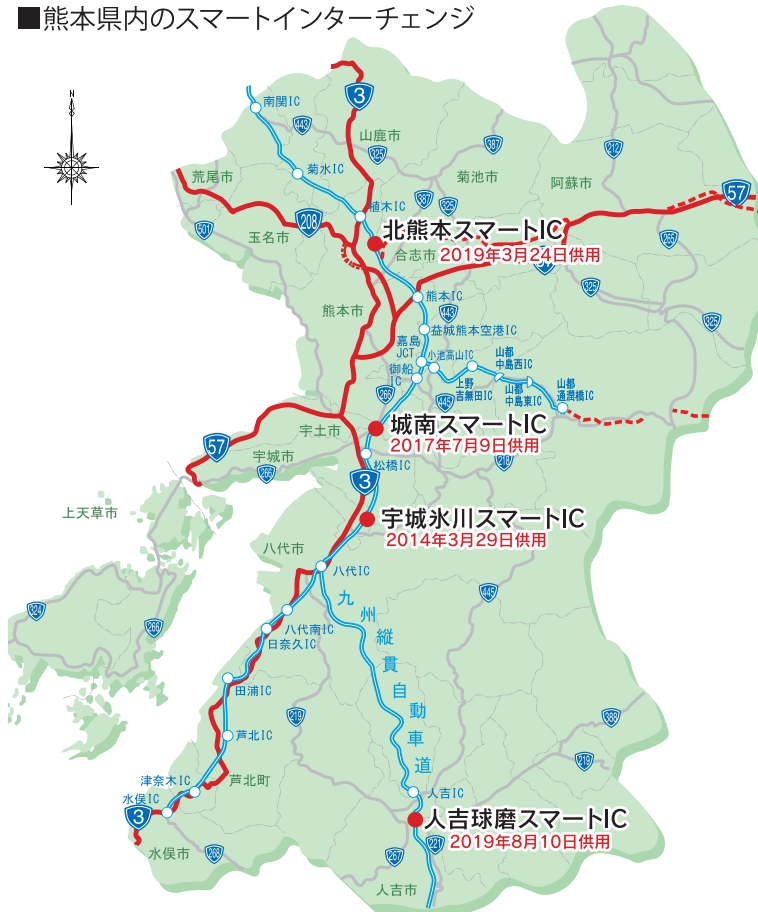 ■熊本県内のスマートインターチェンジ
N
3
南関IC
443
山鹿市
325
387
212
菊水IC
菊池市
荒尾市
阿蘇市
57
387
325
植木IC
208
501
玉名市
北熊本スマートIC
合志市
2019年3月24日供用
265
325
熊本IC
熊本市
443
325
益城熊本空港IC
嘉島
JCT
小池高山IC
山都
中島西IC
御船
IC
上野
吉無田IC
山都
中島東IC
山都
通潤橋IC
266
445
城南スマートIC
2017年7月9日供用
宇土市
57
宇城市
松橋IC
218
266
3
上天草市
宇城氷川スマートIC
2014年3月29日供用
八代市
八代IC
445
九州縦貫自動車道
324
266
八代南IC
日奈久IC
田浦IC
219
388
芦北IC
219
津奈木IC
芦北町
人吉IC
水俣IC
3
人吉球磨スマートIC
2019年8月10日供用
221
水俣市
268
267
人吉市